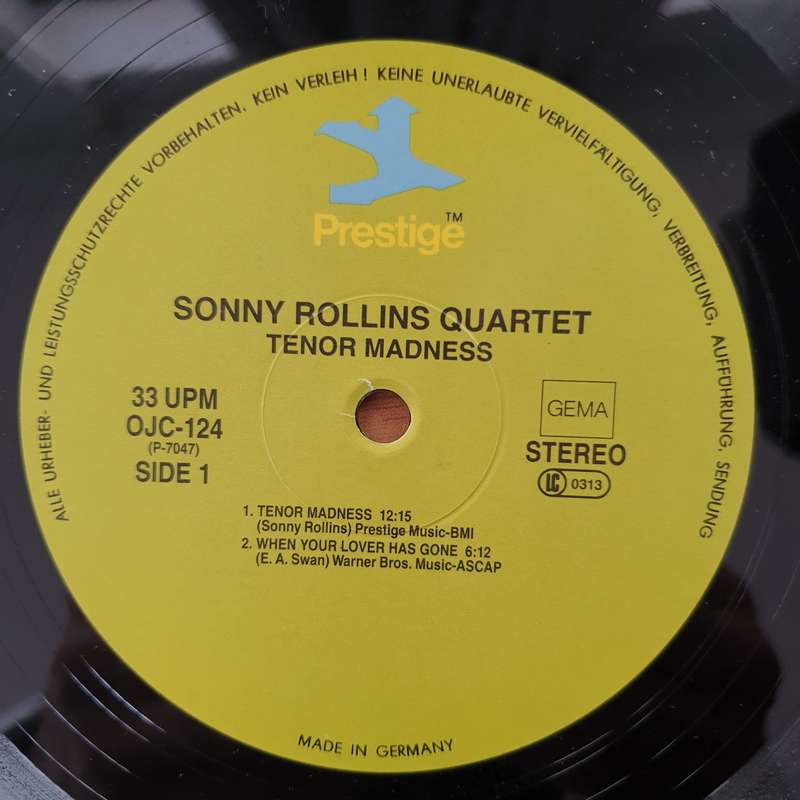 ALLE URHEBER- UND LEISTUNGSSCHUTZRECHTE VORBEHALTEN. KEIN VERLEIH! KEINE UNERLAUBTE VERVIELFÄLTIGUNG, VERBREITUNG, AUFFÜHRUNG, SENDUNG
Prestige™
SONNY ROLLINS QUARTET
TENOR MADNESS
33 UPM
OJC-124
(P-7047)
SIDE 1
GEMA
STEREO
LC 0313
1. TENOR MADNESS 12:15
(Sonny Rollins) Prestige Music-BMI
2. WHEN YOUR LOVER HAS GONE 6:12
(E. A. Swan) Warner Bros. Music-ASCAP
MADE IN GERMANY